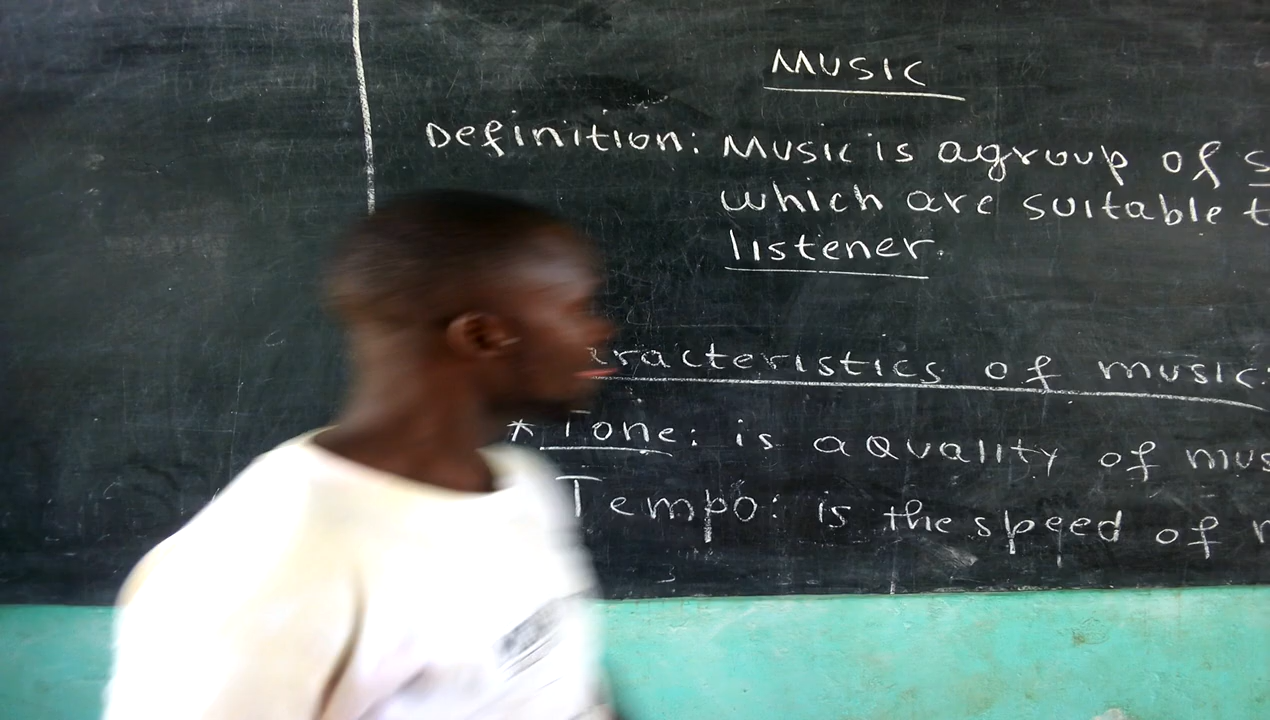 MUSIC
Definition: Music is agroup of
which are suitable
listener.
of music:
* Tone: is a Quality of
Tempo: is the speed of